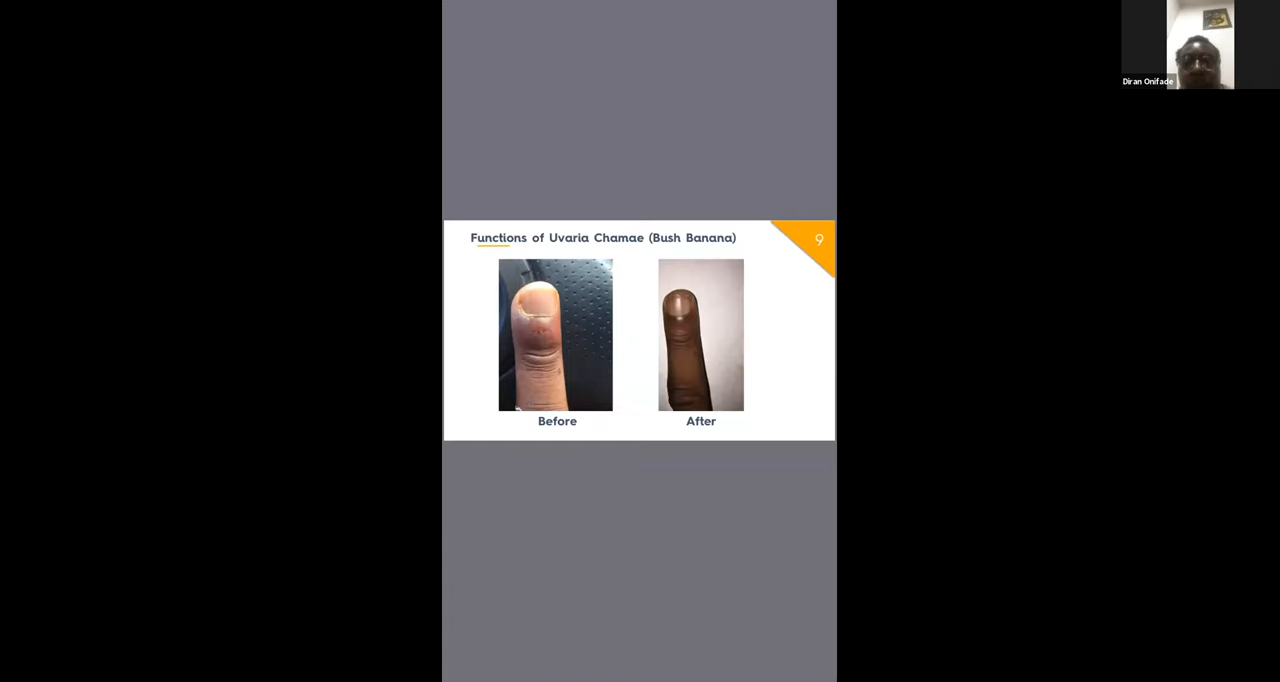 Diran Onifade
Functions of Uvaria Chamae (Bush Banana)
9
Before
After